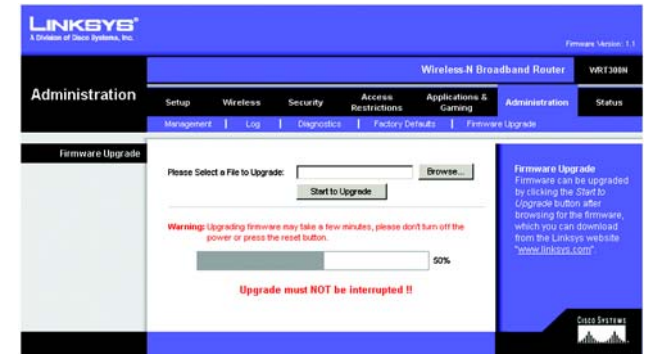 LINKSYS®
A Division of Cisco Systems, Inc.
Firmware Version: 1.1
Wireless-N Broadband Router
WRT300N
Administration
Setup
Wireless
Security
Access Restrictions
Applications & Gaming
Administration
Status
Management | Log | Diagnostics | Factory Defaults | Firmware Upgrade
Firmware Upgrade
Please Select a File to Upgrade:
Browse...
Start to Upgrade
Warning: Upgrading firmware may take a few minutes, please don't turn off the
power or press the reset button.
50%
Upgrade must NOT be interrupted !!
Firmware Upgrade
Firmware can be upgraded
by clicking the Start to
Upgrade button after
browsing for the firmware,
which you can download
from the Linksys website
"www.linksys.com".
CISCO SYSTEMS